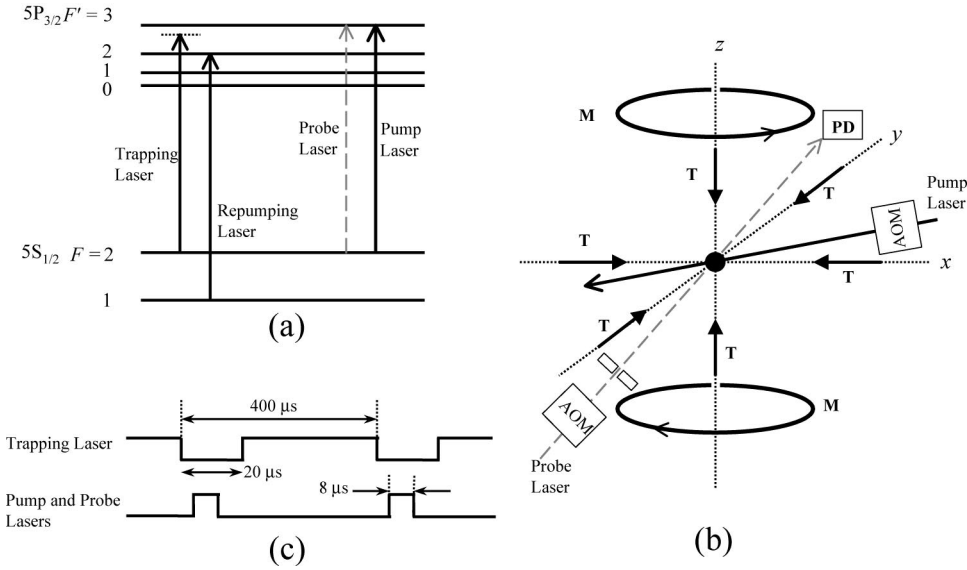 5P3/2 F' = 3
2
1
0
Trapping
Laser
Repumping
Laser
Probe
Laser
Pump
Laser
5S1/2 F = 2
1
(a)
z
M
PD
y
T
T
Pump
Laser
AOM
T
T
x
T
T
M
AOM
Probe
Laser
(b)
400 μs
Trapping Laser
20 μs
8 μs
Pump and Probe
Lasers
(c)